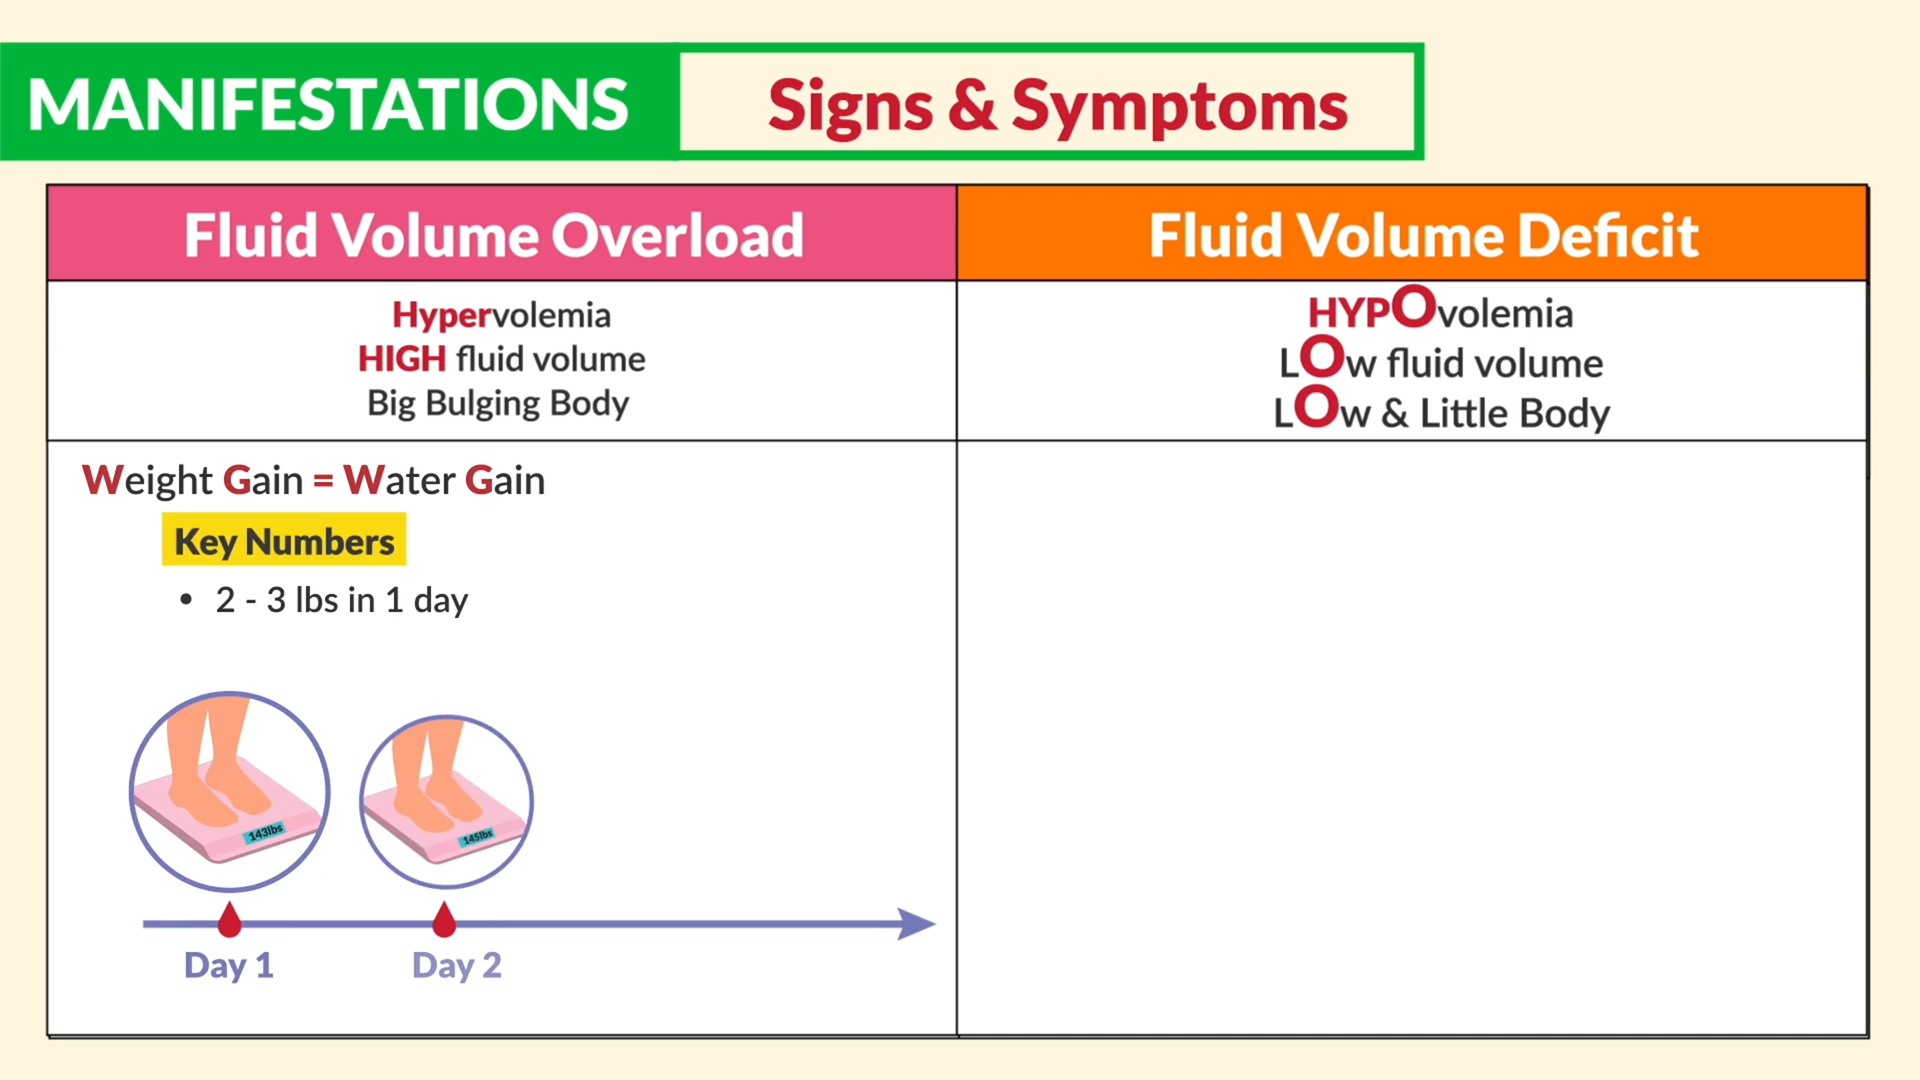 MANIFESTATIONS
Signs & Symptoms
Fluid Volume Overload
Fluid Volume Deficit
Hypervolemia
HIGH fluid volume
Big Bulging Body
HYPOvolemia
LOw fluid volume
LOw & Little Body
Weight Gain = Water Gain
Key Numbers
• 2 - 3 lbs in 1 day
143lbs
145lbs
Day 1
Day 2